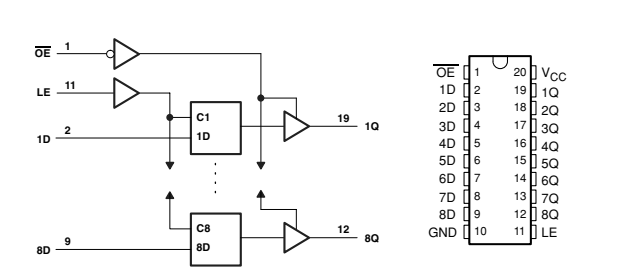 OE 1
LE 11
1D 2
C1
1D
19 1Q
C8
8D
8D 9
12 8Q
OE 1 20 VCC
1D 2 19 1Q
2D 3 18 2Q
3D 4 17 3Q
4D 5 16 4Q
5D 6 15 5Q
6D 7 14 6Q
7D 8 13 7Q
8D 9 12 8Q
GND 10 11 LE